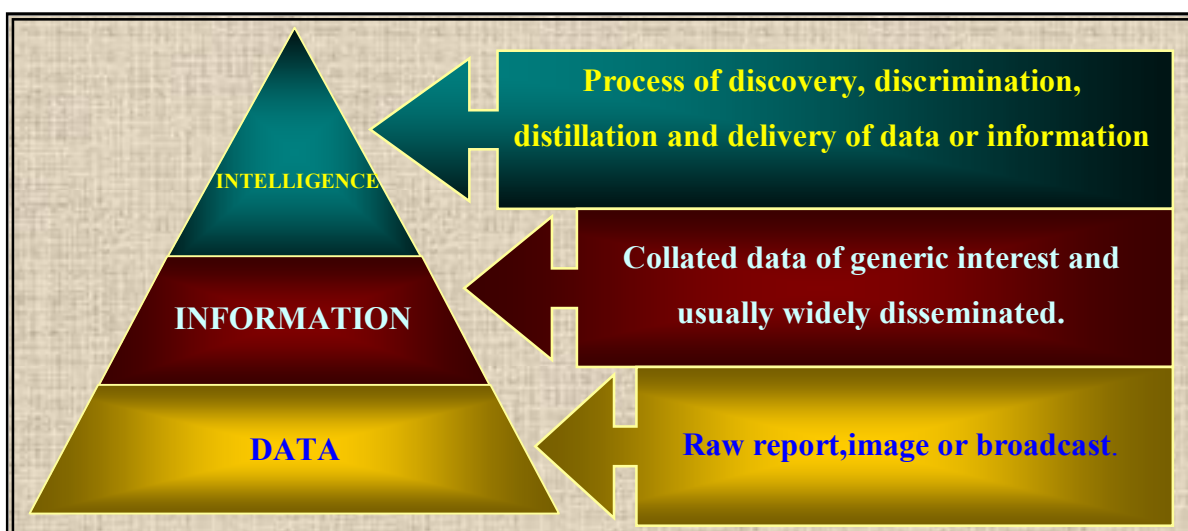 Process of discovery, discrimination,
distillation and delivery of data or information
INTELLIGENCE
Collated data of generic interest and
usually widely disseminated.
INFORMATION
Raw report,image or broadcast.
DATA